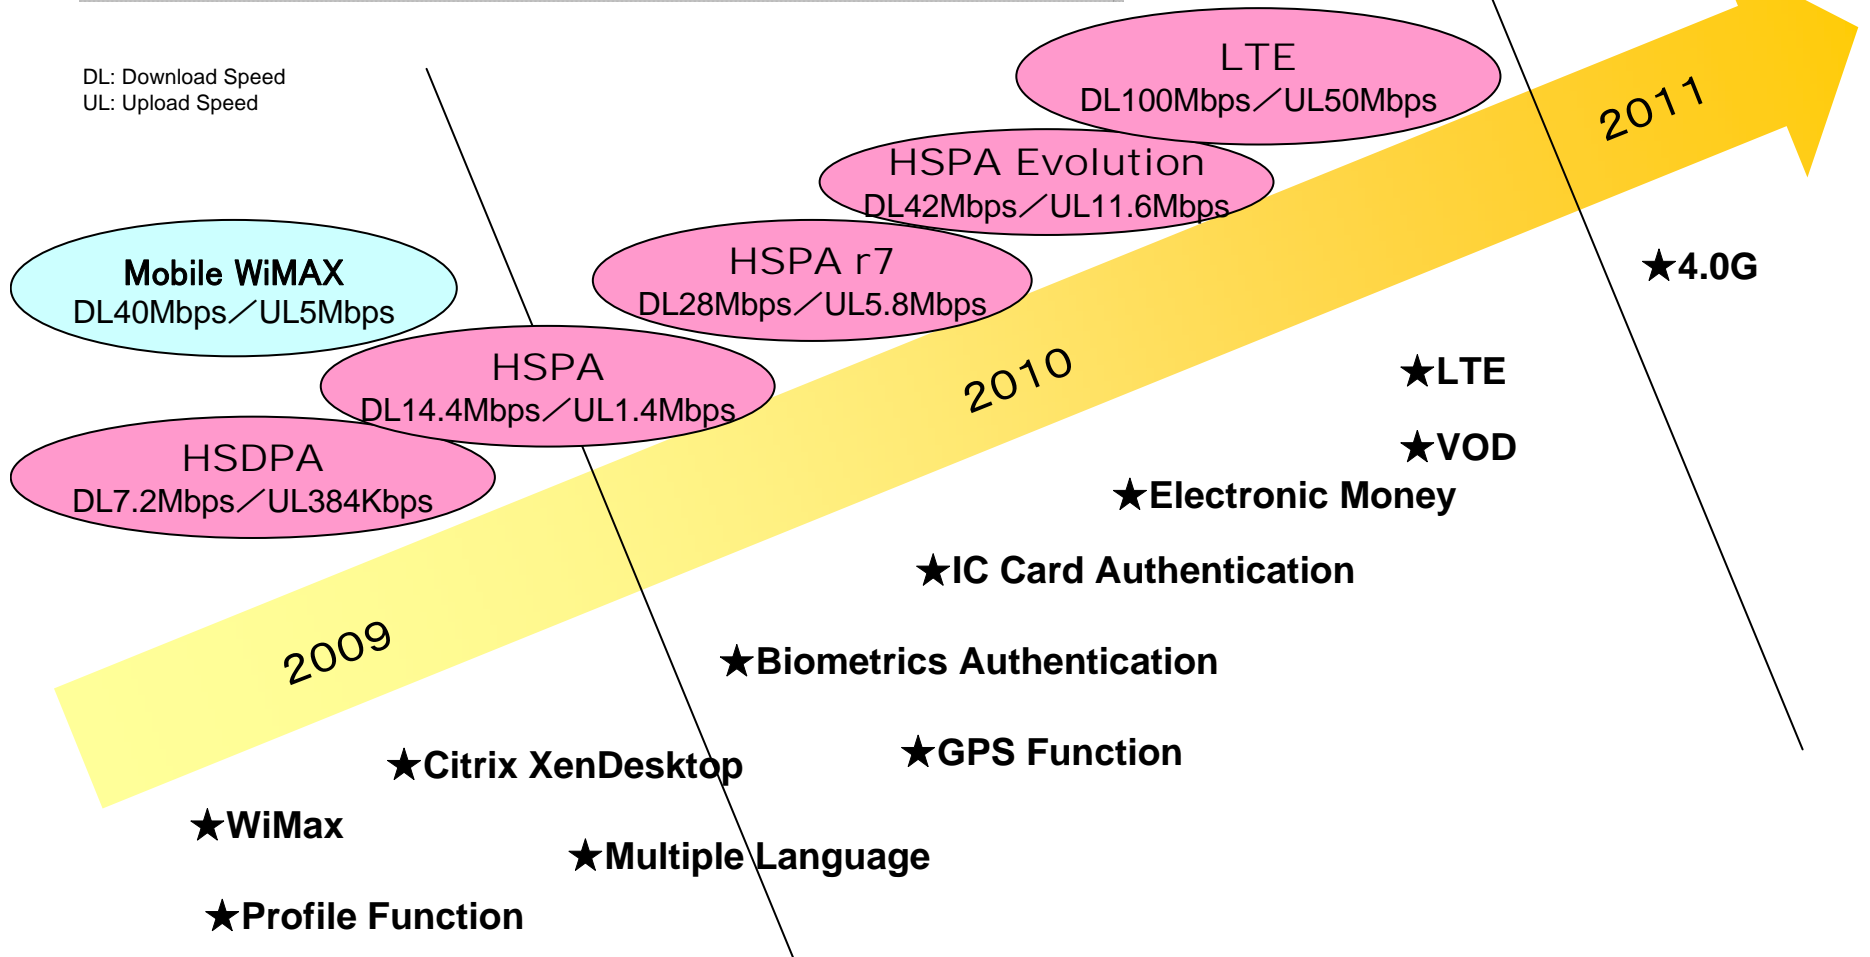 DL: Download Speed
UL: Upload Speed
LTE
DL100Mbps／UL50Mbps
2011
HSPA Evolution
DL42Mbps／UL11.6Mbps
HSPA r7
DL28Mbps／UL5.8Mbps
Mobile WiMAX
DL40Mbps／UL5Mbps
HSPA
DL14.4Mbps／UL1.4Mbps
HSDPA
DL7.2Mbps／UL384Kbps
2010
2009
★4.0G
★LTE
★VOD
★Electronic Money
★IC Card Authentication
★Biometrics Authentication
★GPS Function
★Citrix XenDesktop
★WiMax
★Multiple Language
★Profile Function